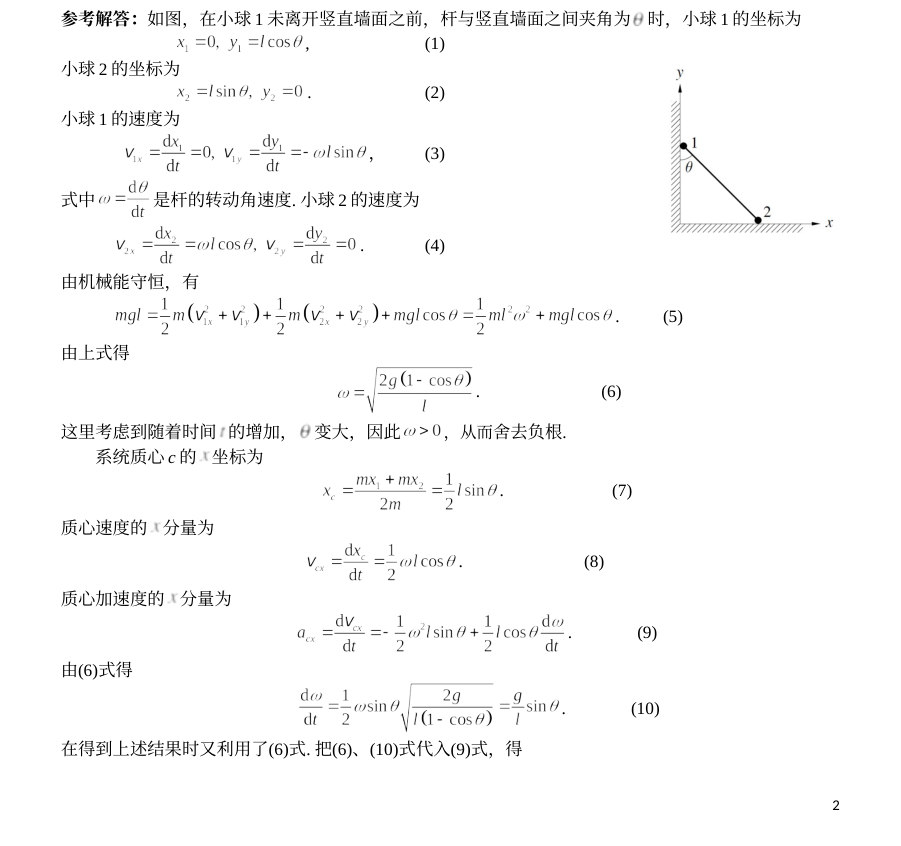 参考解答：如图，在小球 1 未离开竖直墙面之前，杆与竖直墙面之间夹角为 θ 时，小球 1 的坐标为
x₁ = 0, y₁ = l cos θ, (1)
小球 2 的坐标为
x₂ = l sin θ, y₂ = 0. (2)
小球 1 的速度为
v₁ₓ = dx₁/dt = 0, v₁y = dy₁/dt = − ωl sin θ, (3)
式中 ω = dθ/dt 是杆的转动角速度. 小球 2 的速度为
v₂ₓ = dx₂/dt = ωl cos θ, v₂y = dy₂/dt = 0. (4)
由机械能守恒，有
mgl = 1/2 m(v₁ₓ² + v₁y²) + 1/2 m(v₂ₓ² + v₂y²) + mgl cos θ = 1/2 ml²ω² + mgl cos θ. (5)
由上式得
ω = √(2g(1 − cos θ)/l). (6)
这里考虑到随着时间 t 的增加， θ 变大，因此 ω > 0，从而舍去负根.
系统质心 c 的 x 坐标为
x_c = (mx₁ + mx₂)/2m = 1/2 l sin θ. (7)
质心速度的 x 分量为
v_cx = dx_c/dt = 1/2 ωl cos θ. (8)
质心加速度的 x 分量为
a_cx = dv_cx/dt = − 1/2 ω²l sin θ + 1/2 l cos θ dω/dt. (9)
由(6)式得
dω/dt = 1/2 ω sin θ √(2g/(l(1 − cos θ))) = g/l sin θ. (10)
在得到上述结果时又利用了(6)式. 把(6)、(10)式代入(9)式，得
y
1
θ
2
x
2